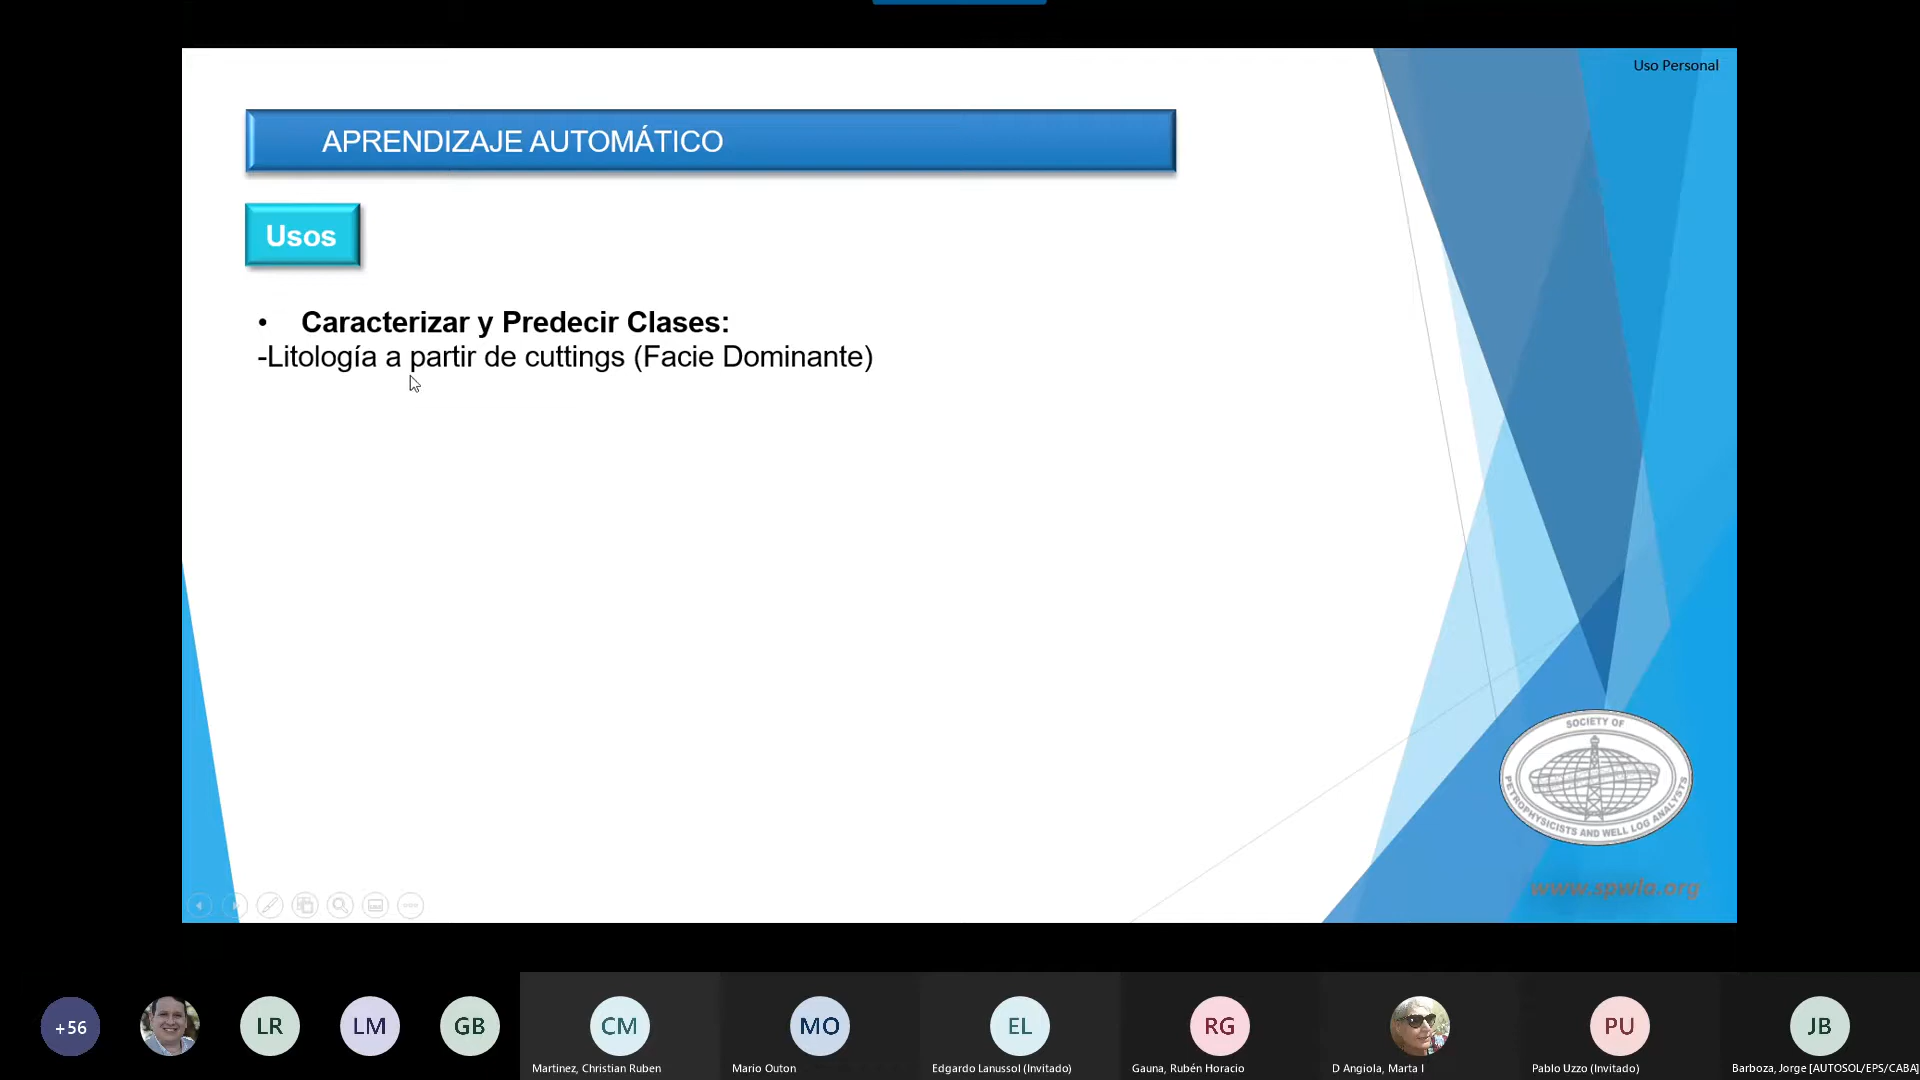 Uso Personal
APRENDIZAJE AUTOMÁTICO
Usos
• Caracterizar y Predecir Clases:
-Litología a partir de cuttings (Facie Dominante)
SOCIETY OF
PETROPHYSICISTS AND WELL LOG ANALYSTS
www.spwla.org
+56
LR
LM
GB
CM
MO
EL
RG
PU
JB
Martinez, Christian Ruben
Mario Outon
Edgardo Lanussol (Invitado)
Gauna, Rubén Horacio
D Angiola, Marta I
Pablo Uzzo (Invitado)
Barboza, Jorge [AUTOSOL/EPS/CABA]